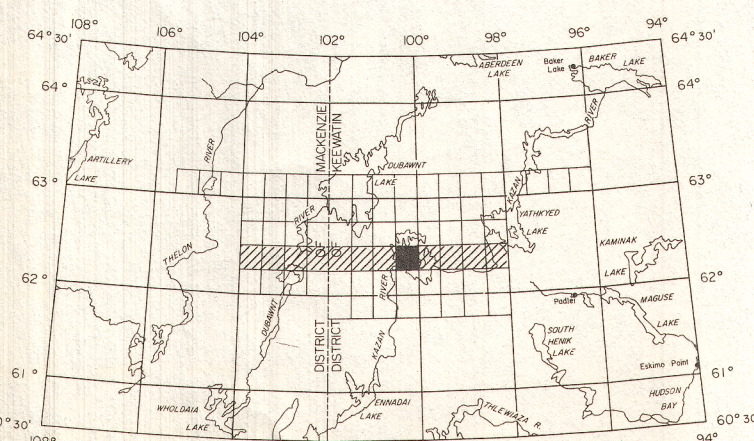 108° 106° 104° 102° 100° 98° 96° 94°
64° 30' 64° 30'
ABERDEEN
LAKE
Baker
Lake
BAKER
LAKE
64° 64°
MACKENZIE
KEEWATIN
RIVER
RIVER
ARTILLERY
LAKE
DUBAWNT
LAKE
63° 63°
KAZAN
RIVER
YATHKYED
LAKE
THELON
OF
OF
KAMINAK
LAKE
62° 62°
RIVER
DUBAWNT
Padlei
MAGUSE
LAKE
DISTRICT
DISTRICT
KAZAN
SOUTH
HENIK
LAKE
Eskimo Point
61° 61°
HUDSON
BAY
WHOLDAIA
LAKE
ENNADAI
LAKE
THLEWIAZA R.
0° 30' 60° 30'
108° 94°